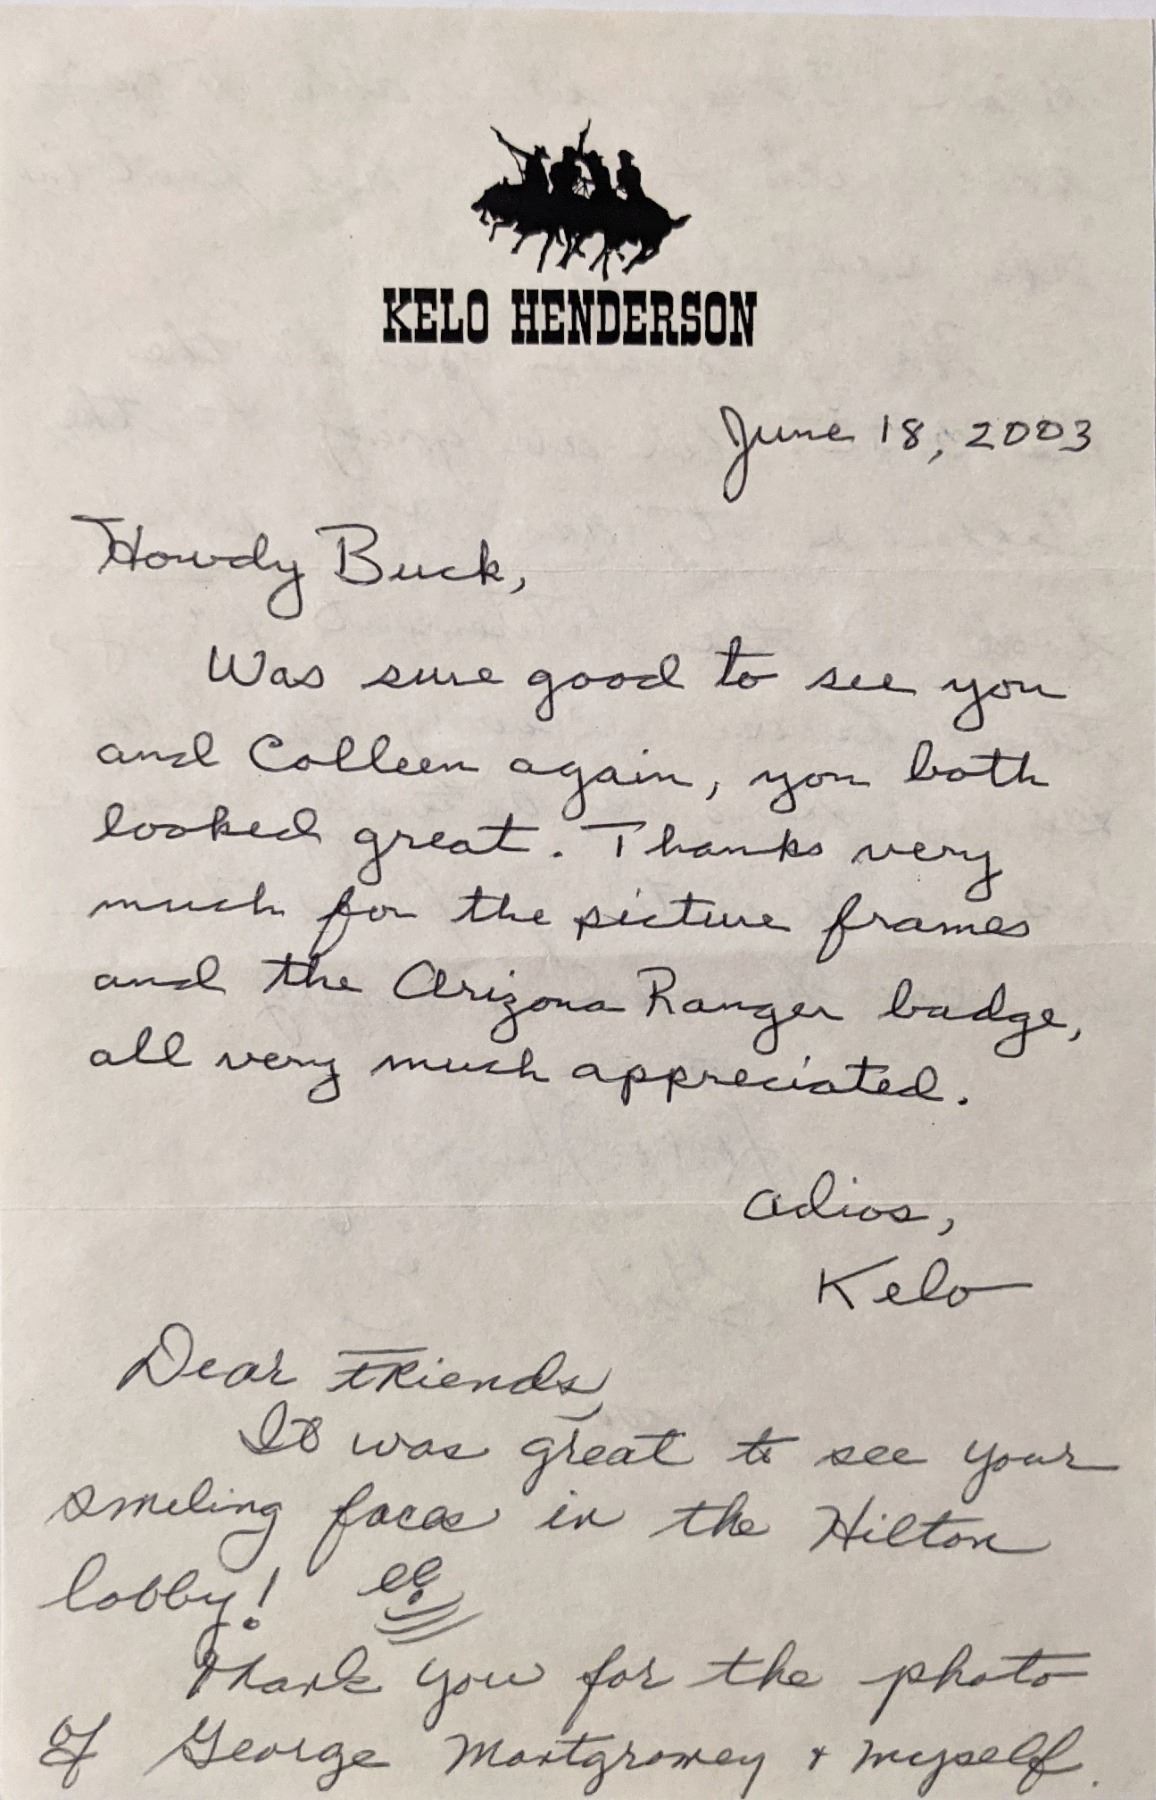 KELO HENDERSON
June 18, 2003
Howdy Buck,
Was sure good to see you
and Colleen again, you both
looked great. Thanks very
much for the picture frames
and the Arizona Ranger badge,
all very much appreciated.
Adios,
Kelo
Dear Friends,
It was great to see your
smiling faces in the Hilton
lobby!
Thank you for the photo
of George Montgromey & myself.